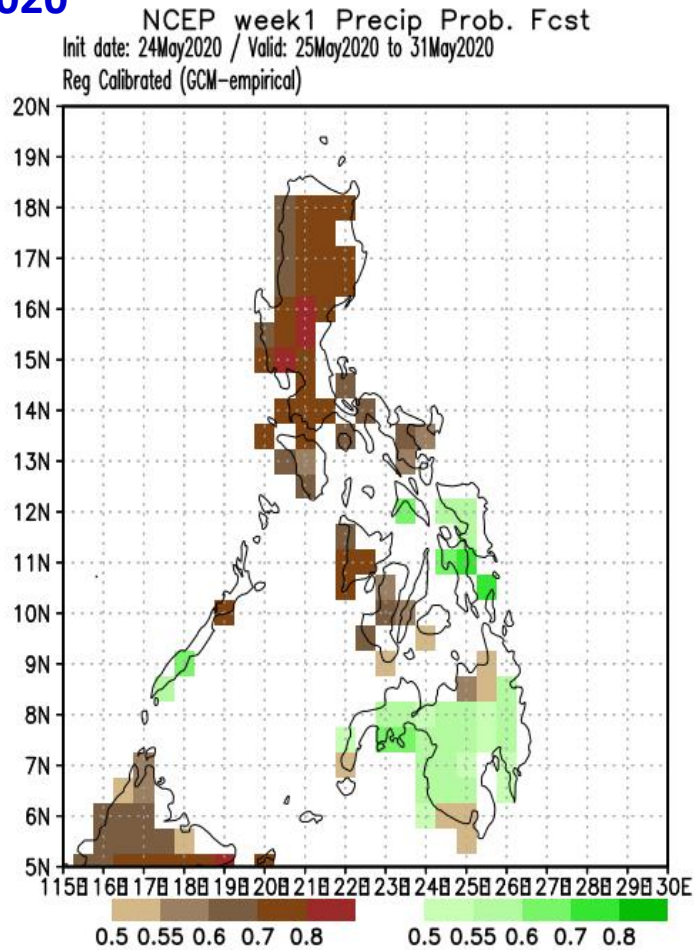 020
NCEP week1 Precip Prob. Fcst
Init date: 24May2020 / Valid: 25May2020 to 31May2020
Reg Calibrated (GCM-empirical)
20N
19N
18N
17N
16N
15N
14N
13N
12N
11N
10N
9N
8N
7N
6N
5N
115E 116E 117E 118E 119E 120E 121E 122E 123E 124E 125E 126E 127E 128E 129E 130E
0.5 0.55 0.6 0.7 0.8 0.5 0.55 0.6 0.7 0.8